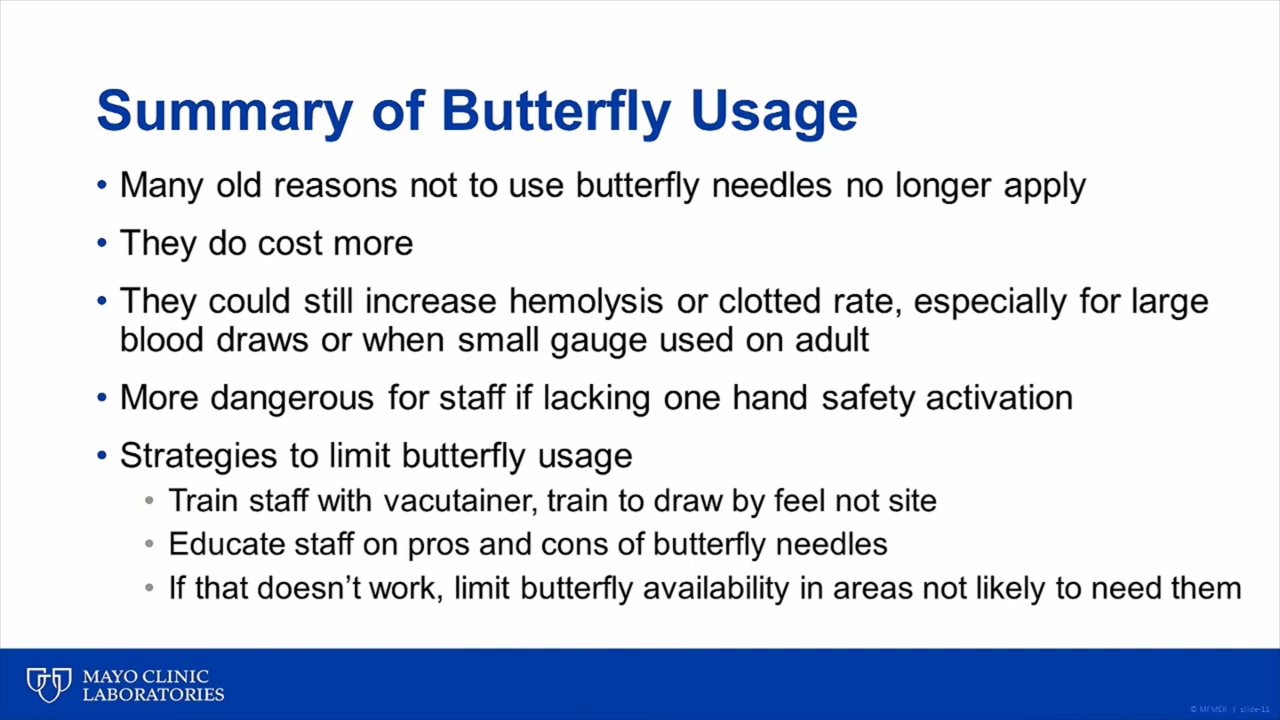 Summary of Butterfly Usage
• Many old reasons not to use butterfly needles no longer apply
• They do cost more
• They could still increase hemolysis or clotted rate, especially for large
blood draws or when small gauge used on adult
• More dangerous for staff if lacking one hand safety activation
• Strategies to limit butterfly usage
• Train staff with vacutainer, train to draw by feel not site
• Educate staff on pros and cons of butterfly needles
• If that doesn't work, limit butterfly availability in areas not likely to need them
MAYO CLINIC
LABORATORIES
© MFMER | slide-11